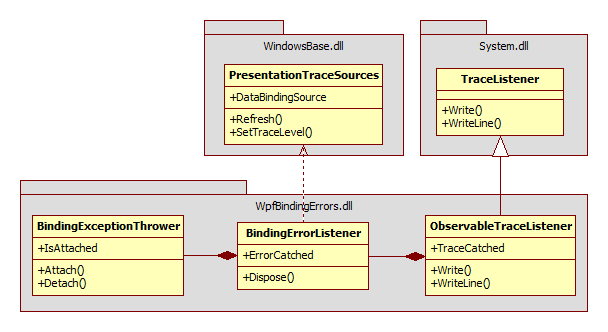 WindowsBase.dll
PresentationTraceSources
+DataBindingSource
+Refresh()
+SetTraceLevel()
System.dll
TraceListener
+Write()
+WriteLine()
WpfBindingErrors.dll
BindingExceptionThrower
+IsAttached
+Attach()
+Detach()
BindingErrorListener
+ErrorCatched
+Dispose()
ObservableTraceListener
+TraceCatched
+Write()
+WriteLine()